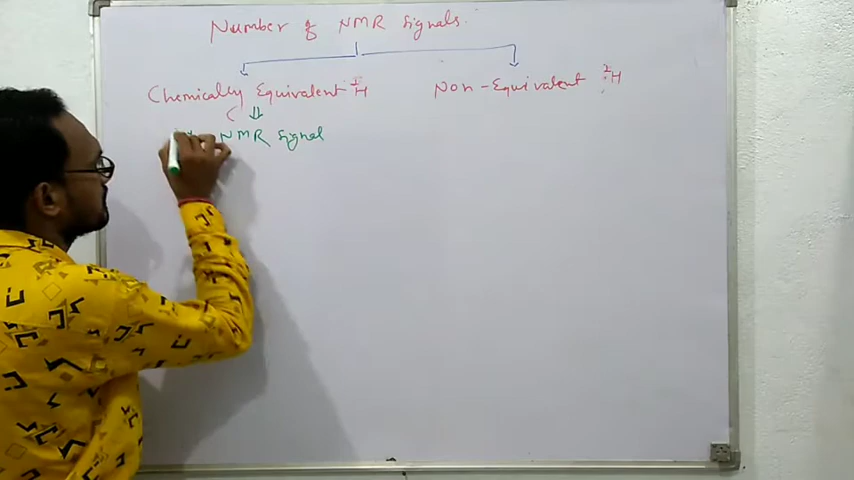 Number of NMR signals
Chemically Equivalent ¹H
Non-Equivalent ¹H
NMR signal